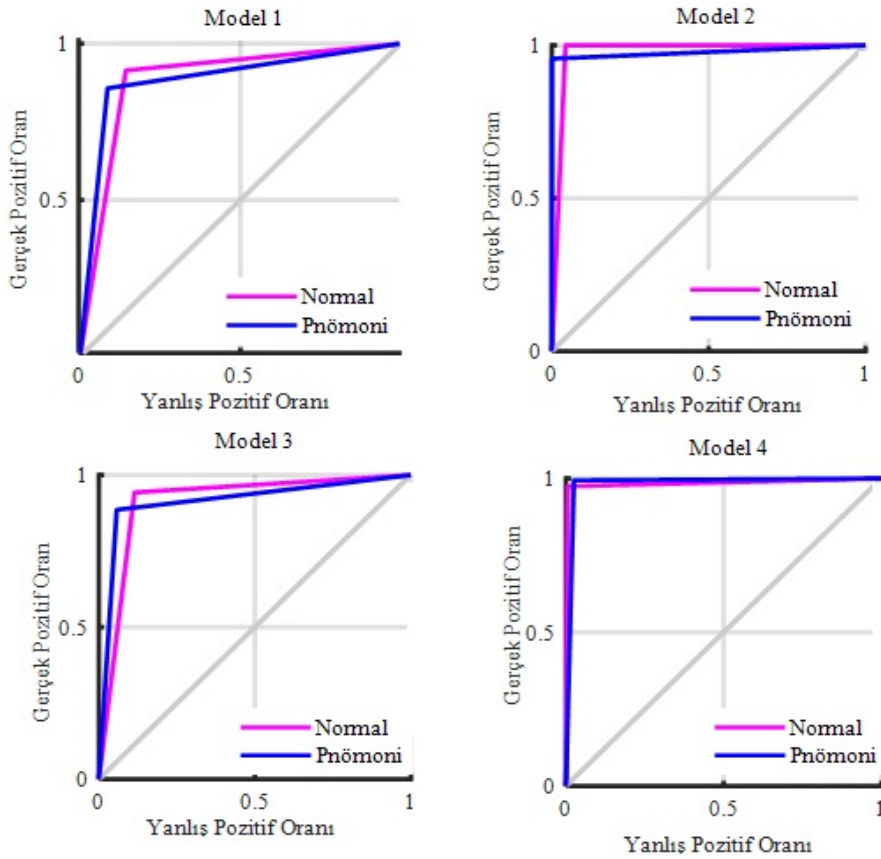 Model 1
1
0.5
0
0.5
Gerçek Pozitif Oran
Yanlış Pozitif Oranı
Normal
Pnömoni
Model 2
1
0.5
0
0
0.5
1
Gerçek Pozitif Oran
Yanlış Pozitif Oranı
Normal
Pnömoni
Model 3
1
0.5
0
0
0.5
1
Gerçek Pozitif Oran
Yanlış Pozitif Oranı
Normal
Pnömoni
Model 4
1
0.5
0
0
0.5
1
Gerçek Pozitif Oran
Yanlış Pozitif Oranı
Normal
Pnömoni